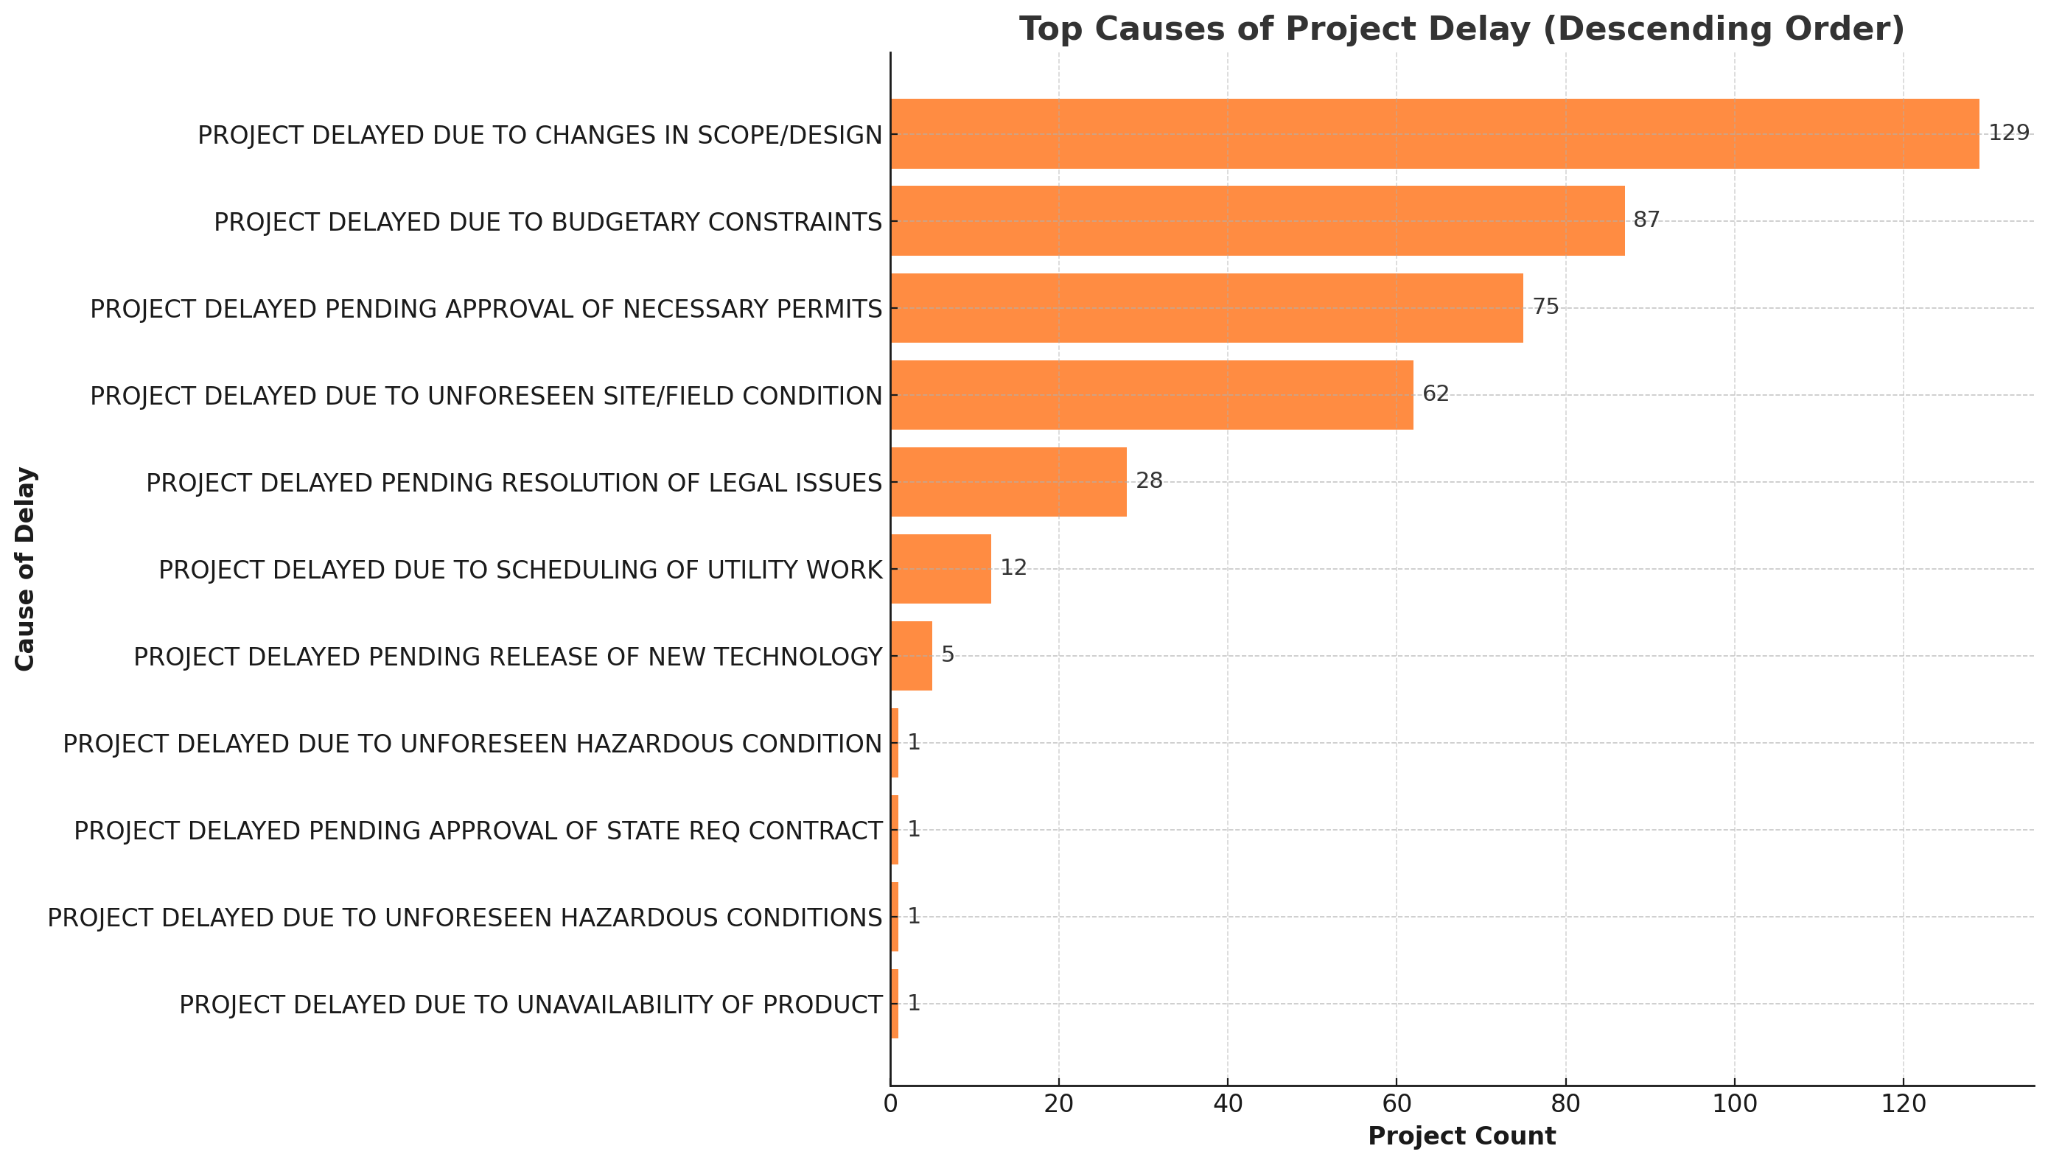 Top Causes of Project Delay (Descending Order)
PROJECT DELAYED DUE TO CHANGES IN SCOPE/DESIGN
129
PROJECT DELAYED DUE TO BUDGETARY CONSTRAINTS
87
PROJECT DELAYED PENDING APPROVAL OF NECESSARY PERMITS
75
PROJECT DELAYED DUE TO UNFORESEEN SITE/FIELD CONDITION
62
PROJECT DELAYED PENDING RESOLUTION OF LEGAL ISSUES
28
PROJECT DELAYED DUE TO SCHEDULING OF UTILITY WORK
12
PROJECT DELAYED PENDING RELEASE OF NEW TECHNOLOGY
5
PROJECT DELAYED DUE TO UNFORESEEN HAZARDOUS CONDITION
1
PROJECT DELAYED PENDING APPROVAL OF STATE REQ CONTRACT
1
PROJECT DELAYED DUE TO UNFORESEEN HAZARDOUS CONDITIONS
1
PROJECT DELAYED DUE TO UNAVAILABILITY OF PRODUCT
1
Cause of Delay
0 20 40 60 80 100 120
Project Count